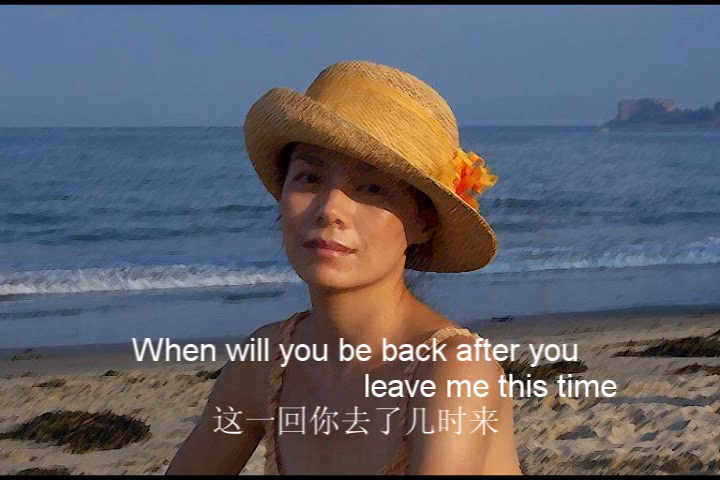 When will you be back after you
leave me this time
这一回你去了几时来